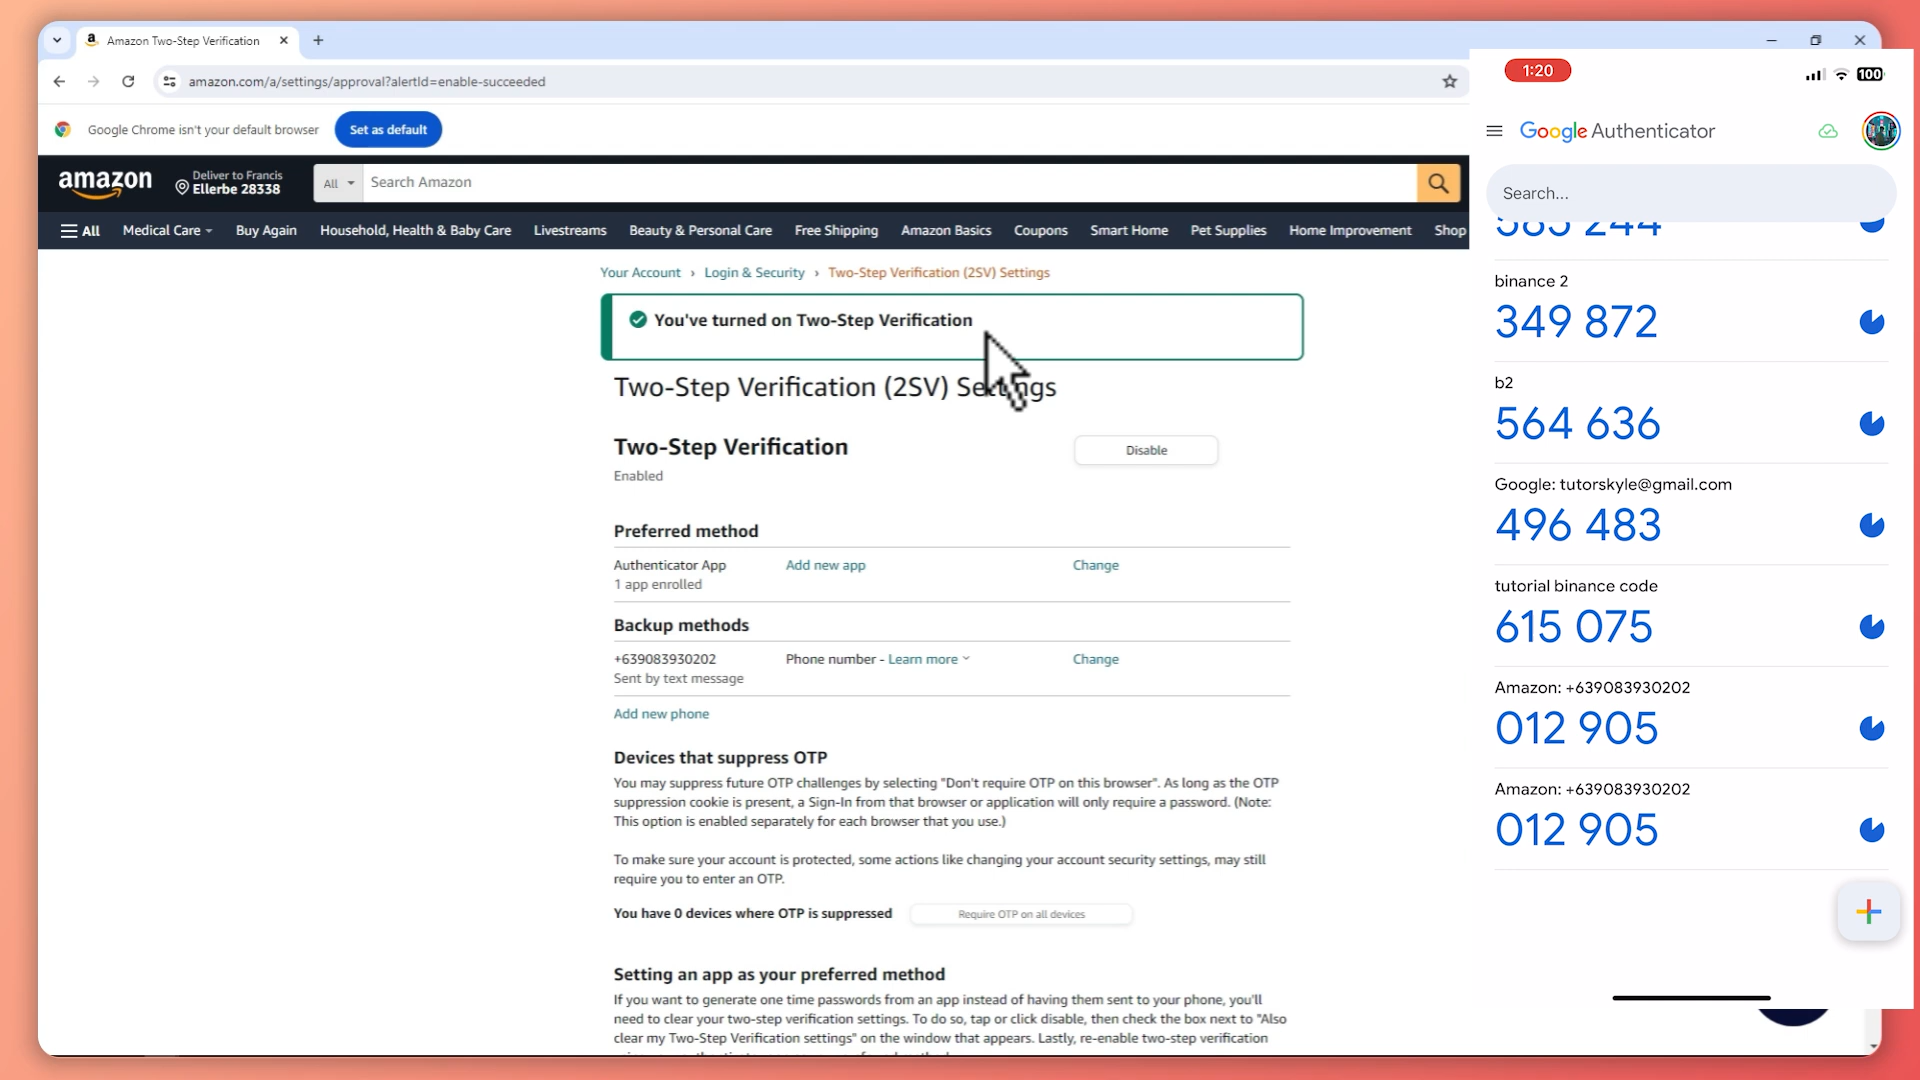 Amazon Two-Step Verification
amazon.com/a/settings/approval?alertId=enable-succeeded
Google Chrome isn't your default browser
Set as default
amazon
Deliver to Francis
Ellerbe 28338
All
Search Amazon
All
Medical Care
Buy Again
Household, Health & Baby Care
Livestreams
Beauty & Personal Care
Free Shipping
Amazon Basics
Coupons
Smart Home
Pet Supplies
Home Improvement
Shop
Your Account › Login & Security › Two-Step Verification (2SV) Settings
You've turned on Two-Step Verification
Two-Step Verification (2SV) Settings
Two-Step Verification
Disable
Enabled
Preferred method
Authenticator App
Add new app
Change
1 app enrolled
Backup methods
+639083930202
Phone number - Learn more
Change
Sent by text message
Add new phone
Devices that suppress OTP
You may suppress future OTP challenges by selecting "Don't require OTP on this browser". As long as the OTP
suppression cookie is present, a Sign-In from that browser or application will only require a password. (Note:
This option is enabled separately for each browser that you use.)
To make sure your account is protected, some actions like changing your account security settings, may still
require you to enter an OTP.
You have 0 devices where OTP is suppressed
Require OTP on all devices
Setting an app as your preferred method
If you want to generate one time passwords from an app instead of having them sent to your phone, you'll
need to clear your two-step verification settings. To do so, tap or click disable, then check the box next to "Also
clear my Two-Step Verification settings" on the window that appears. Lastly, re-enable two-step verification
1:20
100
Google Authenticator
Search...
binance 2
349 872
b2
564 636
Google: tutorskyle@gmail.com
496 483
tutorial binance code
615 075
Amazon: +639083930202
012 905
Amazon: +639083930202
012 905